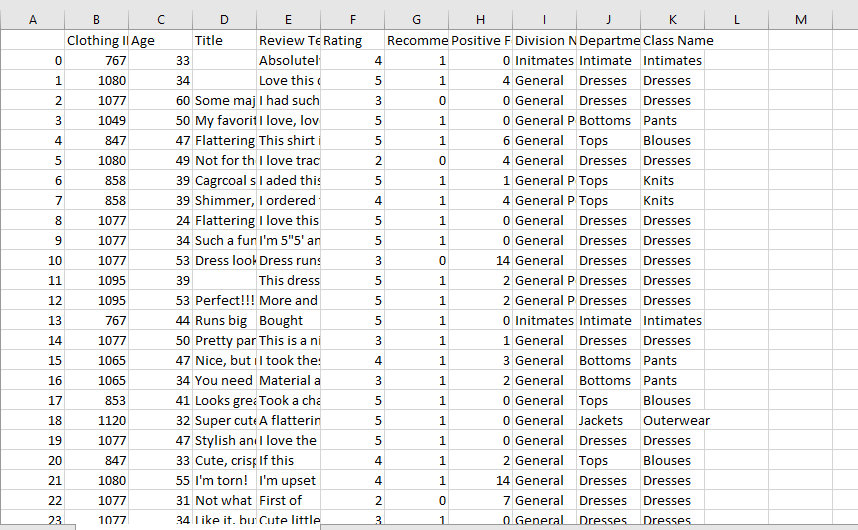 A B C D E F G H I J K L M
Clothing II Age Title Review Te Rating Recomme Positive F Division N Departme Class Name
0 767 33 Absolutel 4 1 0 Initmates Intimate Intimates
1 1080 34 Love this 5 1 4 General Dresses Dresses
2 1077 60 Some maj I had such 3 0 0 General Dresses Dresses
3 1049 50 My favorit I love, lov 5 1 0 General P Bottoms Pants
4 847 47 Flattering This shirt i 5 1 6 General Tops Blouses
5 1080 49 Not for th I love trac 2 0 4 General Dresses Dresses
6 858 39 Cagrcoal s I aded this 5 1 1 General P Tops Knits
7 858 39 Shimmer, I ordered 4 1 4 General P Tops Knits
8 1077 24 Flattering I love this 5 1 0 General Dresses Dresses
9 1077 34 Such a fun I'm 5"5' an 5 1 0 General Dresses Dresses
10 1077 53 Dress look Dress runs 3 0 14 General Dresses Dresses
11 1095 39 This dress 5 1 2 General P Dresses Dresses
12 1095 53 Perfect!!! More and 5 1 2 General P Dresses Dresses
13 767 44 Runs big Bought 5 1 0 Initmates Intimate Intimates
14 1077 50 Pretty par This is a ni 3 1 1 General Dresses Dresses
15 1065 47 Nice, but I took thes 4 1 3 General Bottoms Pants
16 1065 34 You need Material a 3 1 2 General Bottoms Pants
17 853 41 Looks grea Took a cha 5 1 0 General Tops Blouses
18 1120 32 Super cute A flatterin 5 1 0 General Jackets Outerwear
19 1077 47 Stylish and I love the 5 1 0 General Dresses Dresses
20 847 33 Cute, crisp If this 4 1 2 General Tops Blouses
21 1080 55 I'm torn! I'm upset 4 1 14 General Dresses Dresses
22 1077 31 Not what First of 2 0 7 General Dresses Dresses
23 1077 34 Like it, bu Cute little 3 1 0 General Dresses Dresses